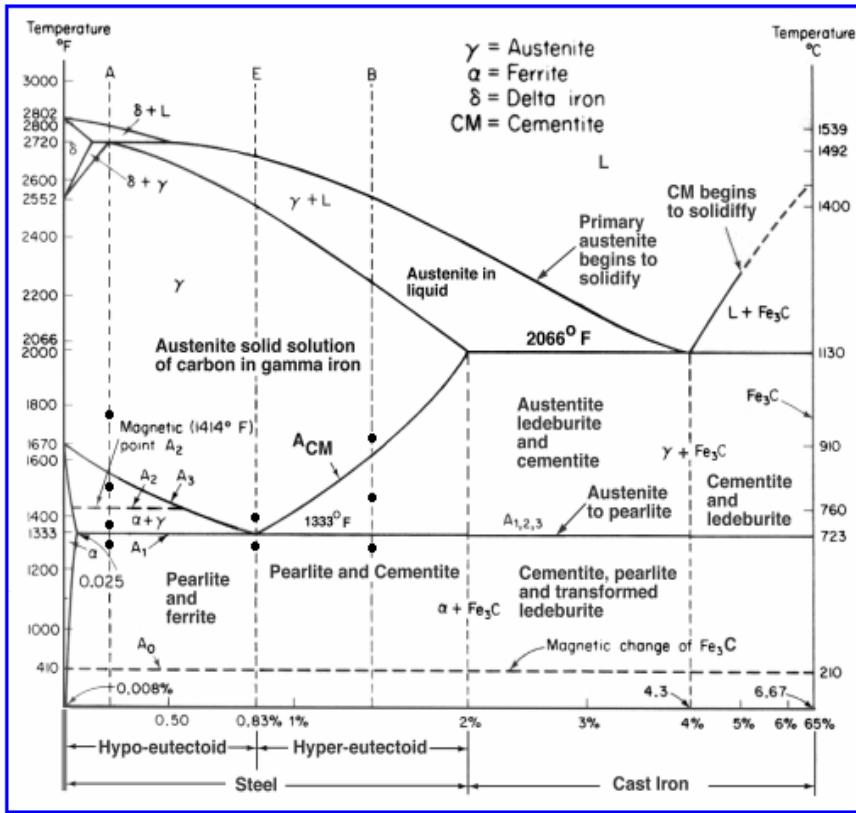 Temperature
°F
Temperature
°C
γ = Austenite
α = Ferrite
δ = Delta iron
CM = Cementite
A
E
B
3000
2802
2800
2720
2600
2552
2400
2200
2066
2000
1800
1670
1600
1400
1333
1200
1000
410
δ + L
δ
δ + γ
γ + L
L
CM begins
to solidiffy
Primary
austenite
begins to
solidify
Austenite in
liquid
γ
L + Fe₃C
2066° F
Austenite solid solution
of carbon in gamma iron
Magnetic (1414° F)
point A₂
A₂
A₃
A_CM
α+γ
1333° F
A₁
α
0.025
Austentite
ledeburite
and
cementite
γ + Fe₃C
Fe₃C
Cementite
and
ledeburite
Austenite
to pearlite
A₁,₂,₃
Pearlite
and
ferrite
Pearlite and Cementite
Cementite, pearlite
and transformed
ledeburite
α + Fe₃C
A₀
Magnetic change of Fe₃C
0.008%
4.3
6.67
1539
1492
1400
1130
910
760
723
210
0.50
0.83%
1%
2%
3%
4%
5%
6%
65%
Hypo-eutectoid
Hyper-eutectoid
Steel
Cast Iron